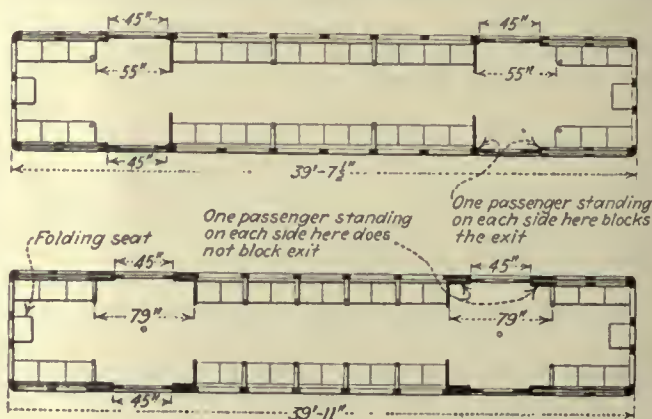 45"
45"
55"
55"
45"
39'-7½"
One passenger standing
on each side here blocks
the exit
One passenger standing
on each side here does
not block exit
Folding seat
45"
45"
79"
79"
45"
39'-11"